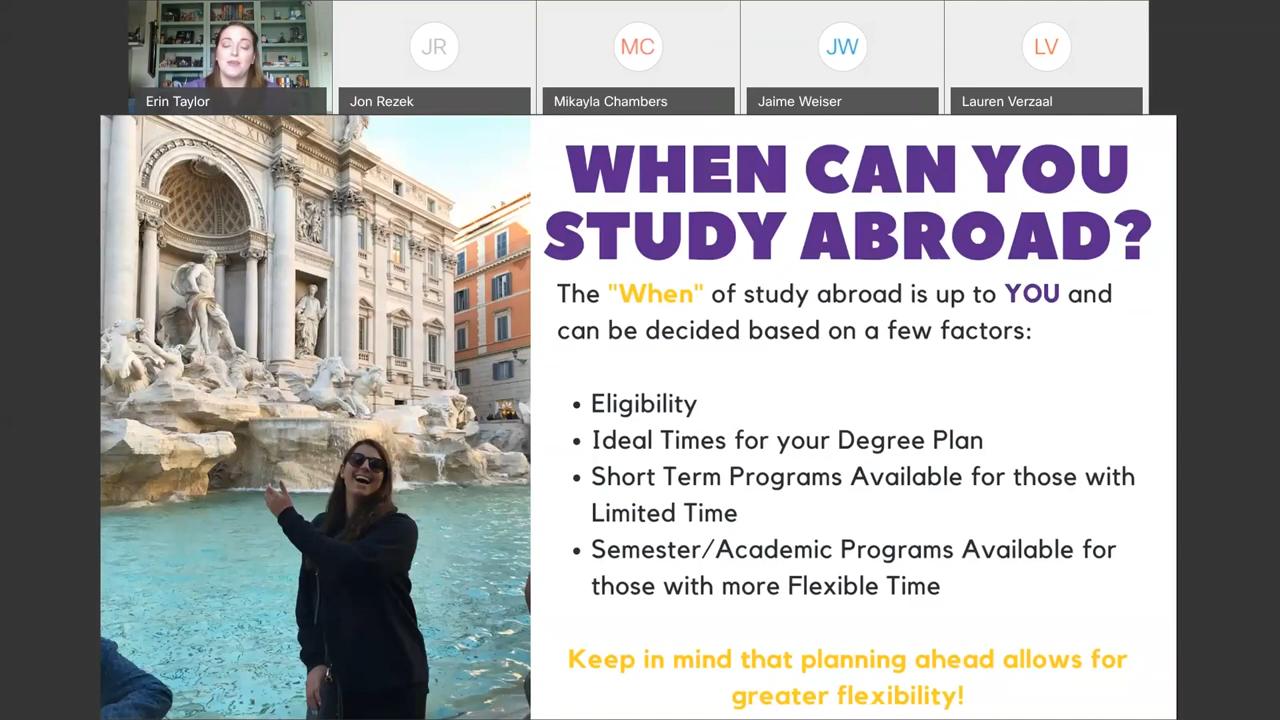 JR
MC
JW
LV
Erin Taylor
Jon Rezek
Mikayla Chambers
Jaime Weiser
Lauren Verzaal
WHEN CAN YOU
STUDY ABROAD?
The "When" of study abroad is up to YOU and
can be decided based on a few factors:
• Eligibility
• Ideal Times for your Degree Plan
• Short Term Programs Available for those with
Limited Time
• Semester/Academic Programs Available for
those with more Flexible Time
Keep in mind that planning ahead allows for
greater flexibility!